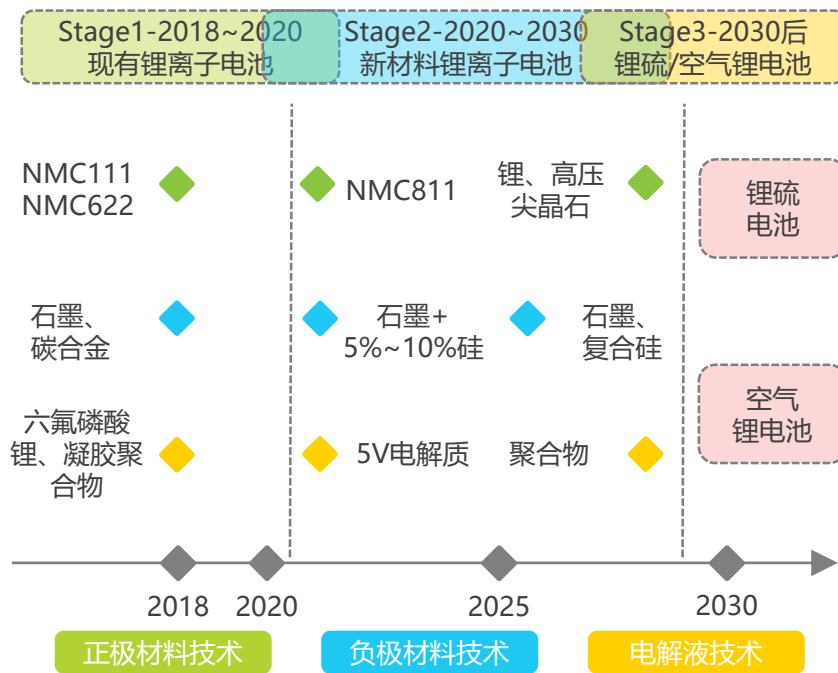 Stage1-2018~2020
现有锂离子电池
Stage2-2020~2030
新材料锂离子电池
Stage3-2030后
锂硫/空气锂电池
NMC111
NMC622
NMC811
锂、高压
尖晶石
锂硫
电池
石墨、
碳合金
石墨+
5%~10%硅
石墨、
复合硅
空气
锂电池
六氟磷酸
锂、凝胶聚
合物
5V电解质
聚合物
2018
2020
2025
2030
正极材料技术
负极材料技术
电解液技术